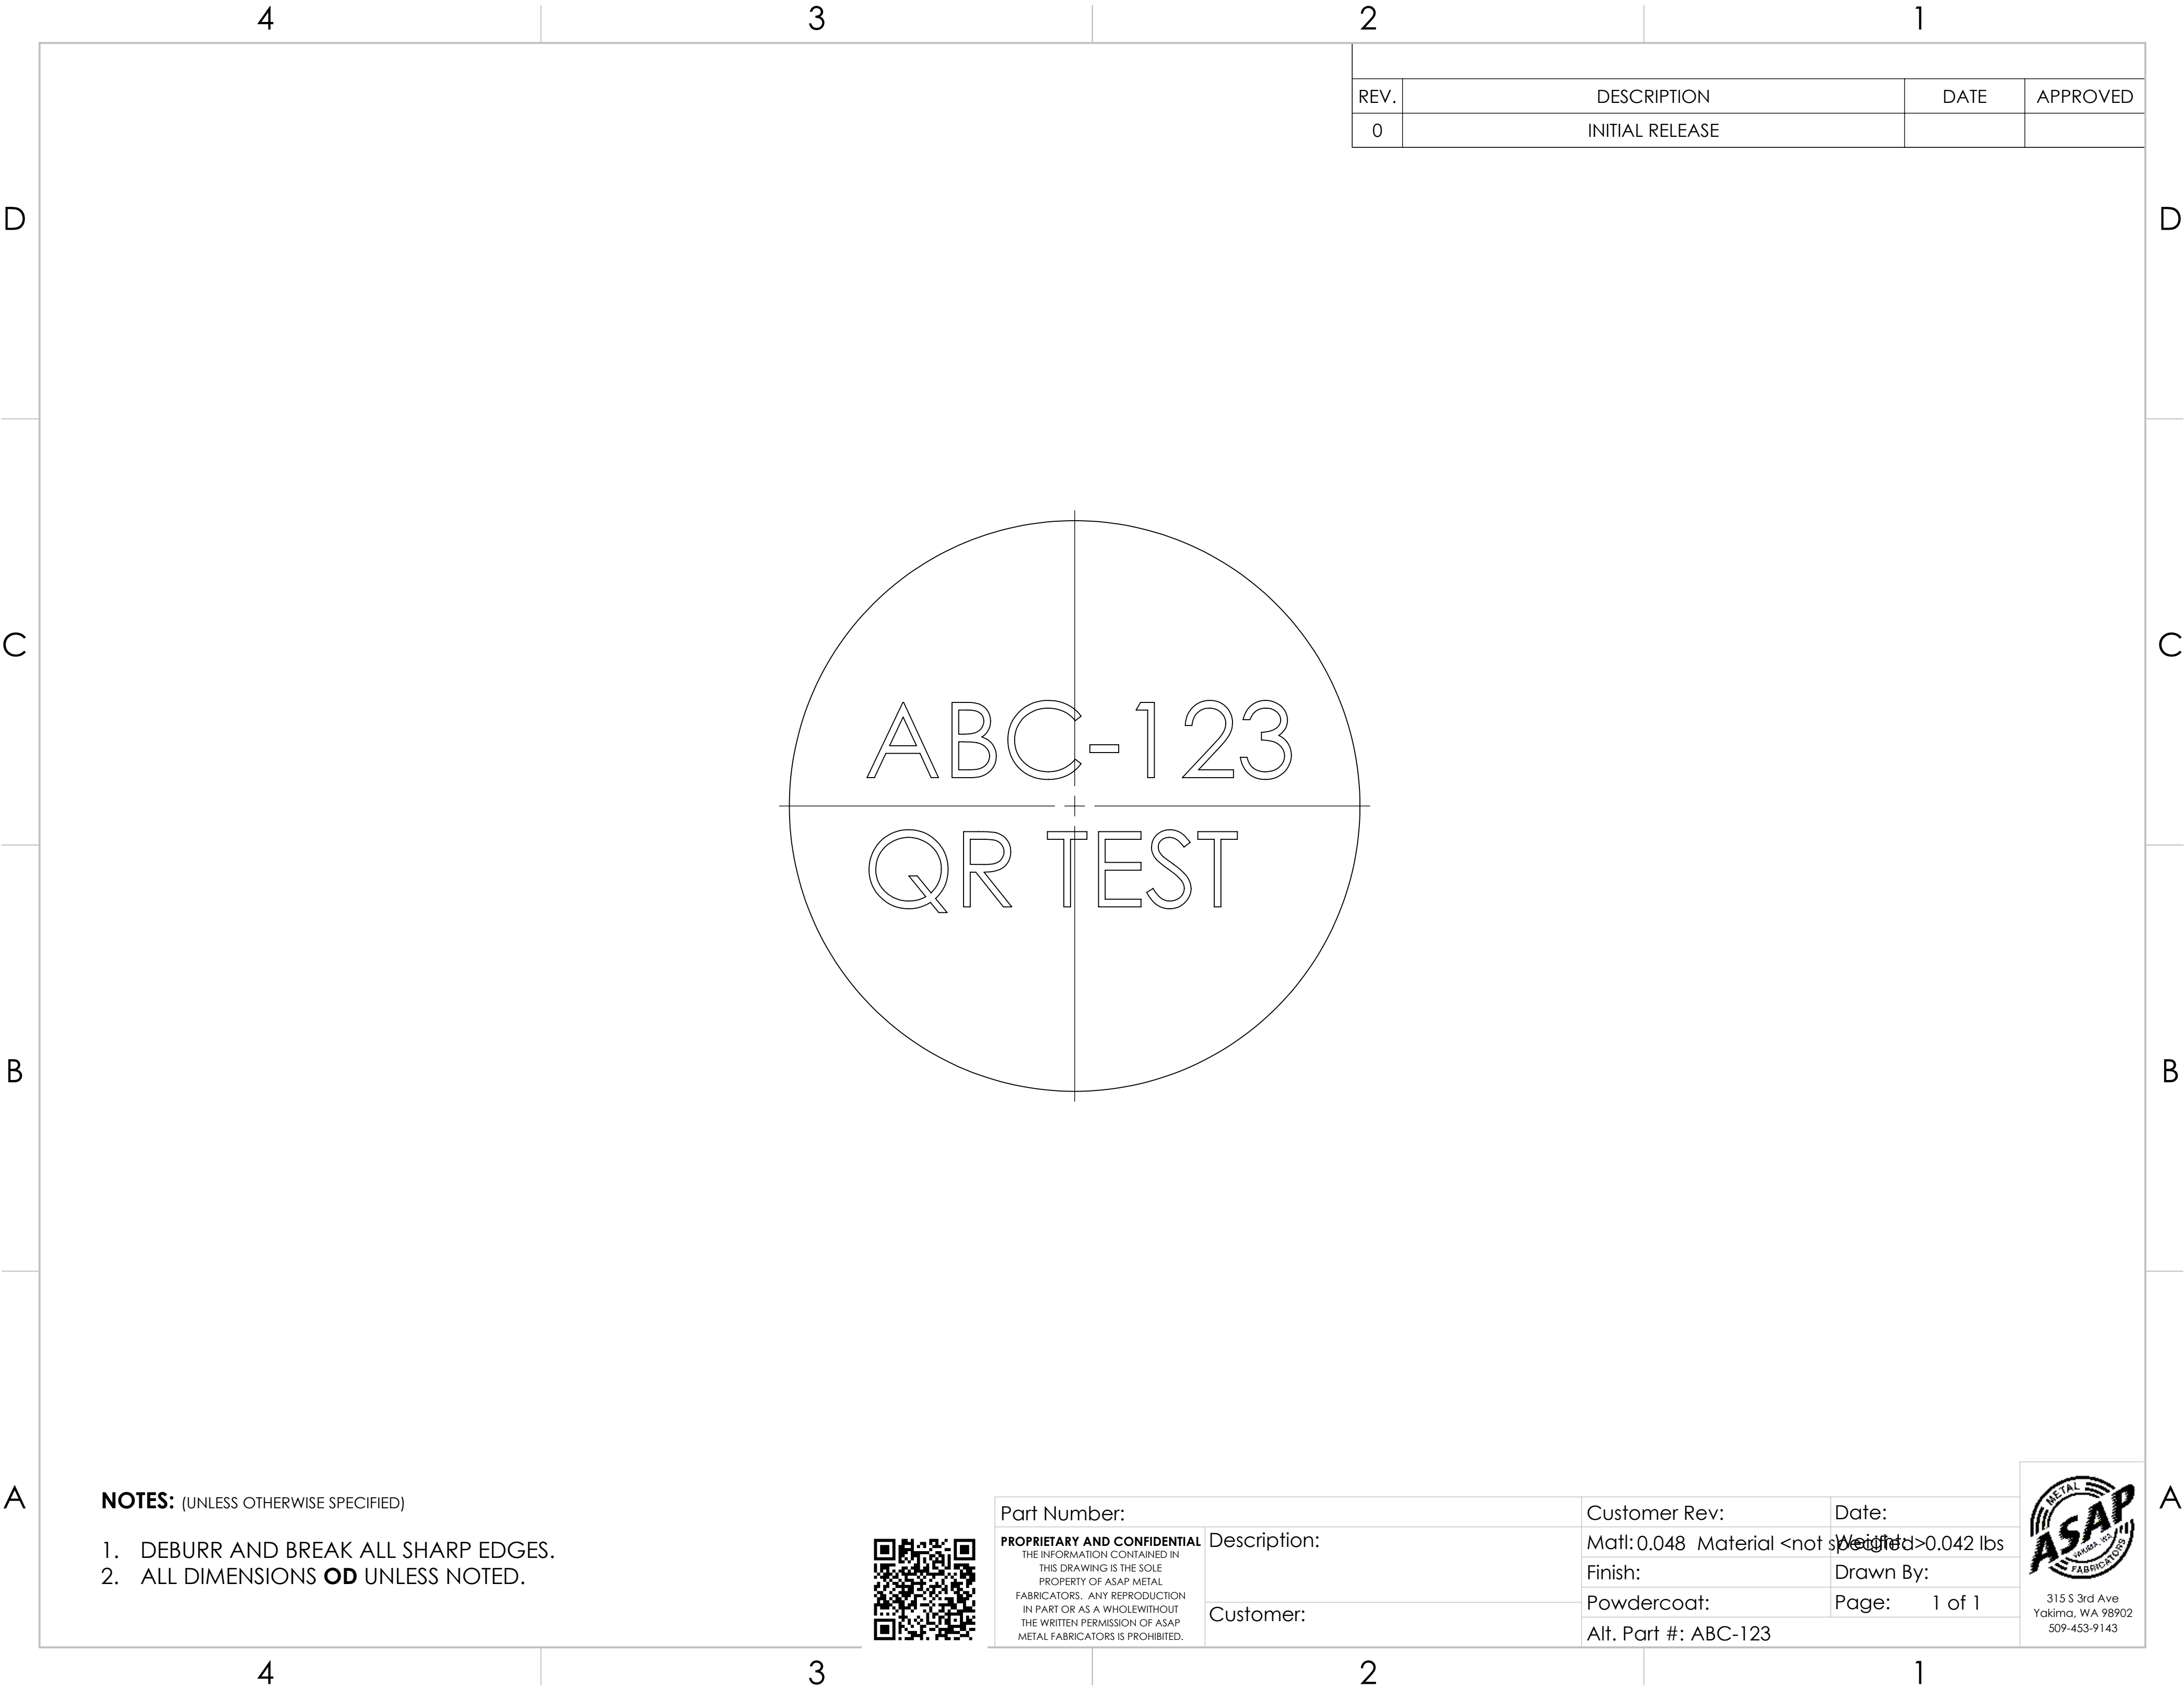 4 3 2 1
REV. DESCRIPTION DATE APPROVED
0 INITIAL RELEASE
D D
C C
ABC-123
QR TEST
B B
A A
NOTES: (UNLESS OTHERWISE SPECIFIED)
1. DEBURR AND BREAK ALL SHARP EDGES.
2. ALL DIMENSIONS OD UNLESS NOTED.
Part Number:
PROPRIETARY AND CONFIDENTIAL
THE INFORMATION CONTAINED IN
THIS DRAWING IS THE SOLE
PROPERTY OF ASAP METAL
FABRICATORS. ANY REPRODUCTION
IN PART OR AS A WHOLEWITHOUT
THE WRITTEN PERMISSION OF ASAP
METAL FABRICATORS IS PROHIBITED.
Description:
Customer:
Customer Rev:
Date:
Matl: 0.048 Material <not specified>
Weight: 0.042 lbs
Finish:
Drawn By:
Powdercoat:
Page: 1 of 1
Alt. Part #: ABC-123
METAL
ASAP
YAKIMA, WA
FABRICATORS
315 S 3rd Ave
Yakima, WA 98902
509-453-9143
4 3 2 1